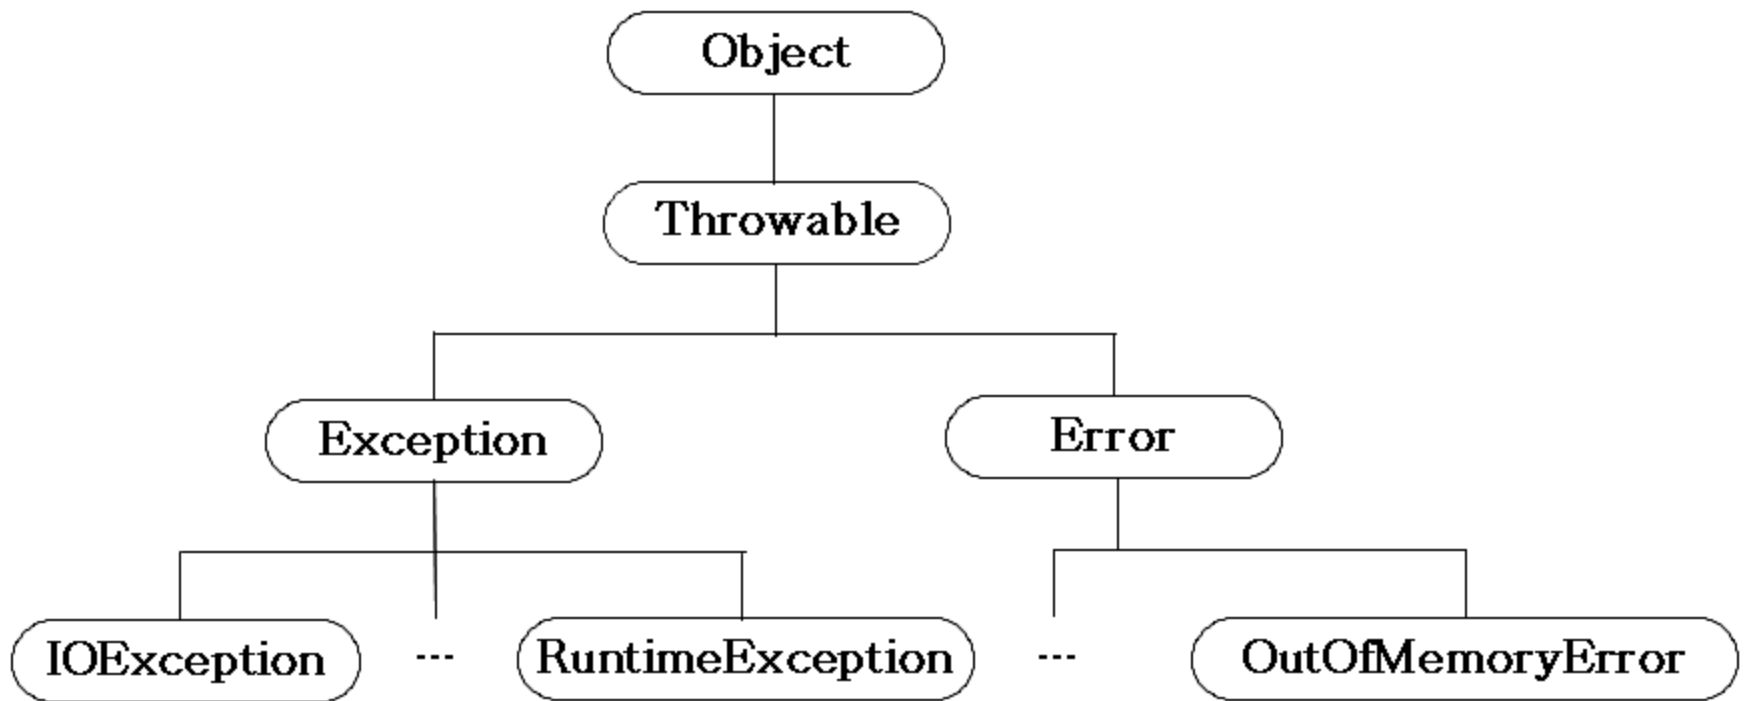 Object
Throwable
Exception
Error
IOException
---
RuntimeException
---
OutOfMemoryError